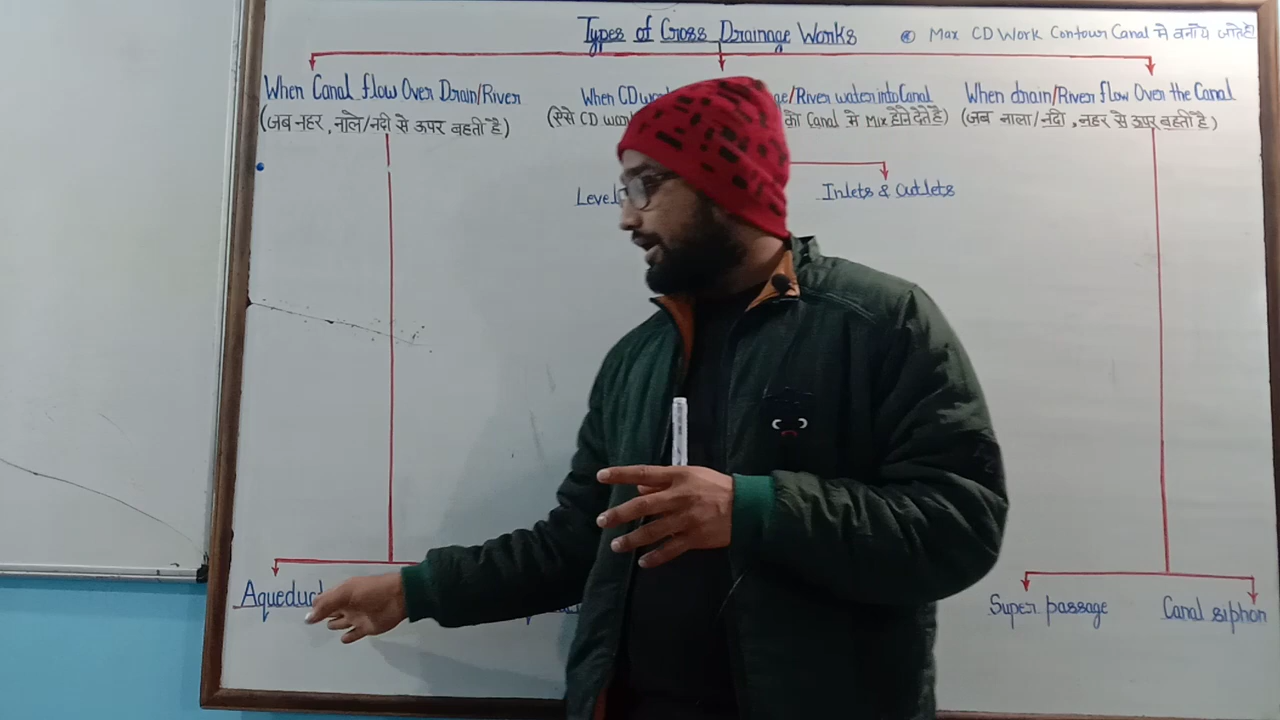 Types of Cross Drainage Works
Max CD Work Contour Canal में बनाये जाते है
When Canal flow Over Drain/River
(जब नहर, नाले/नदी से ऊपर बहती है)
When CD
River water into Canal
(ऐसे CD
को Canal में Mix होने देते है)
When drain/River flow Over the Canal
(जब नाला/नदी, नहर से ऊपर बहती है)
Level
Inlets & Outlets
Super passage
Canal siphon